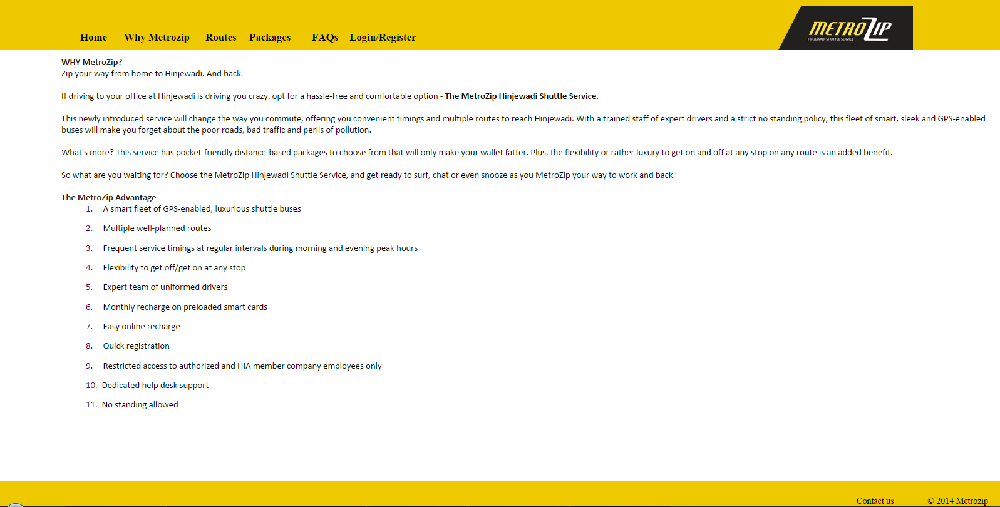 Home Why Metrozip Routes Packages FAQs Login/Register
METROZIP
HINJEWADI SHUTTLE SERVICE
WHY MetroZip?
Zip your way from home to Hinjewadi. And back.
If driving to your office at Hinjewadi is driving you crazy, opt for a hassle-free and comfortable option - The MetroZip Hinjewadi Shuttle Service.
This newly introduced service will change the way you commute, offering you convenient timings and multiple routes to reach Hinjewadi. With a trained staff of expert drivers and a strict no standing policy, this fleet of smart, sleek and GPS-enabled
buses will make you forget about the poor roads, bad traffic and perils of pollution.
What's more? This service has pocket-friendly distance-based packages to choose from that will only make your wallet fatter. Plus, the flexibility or rather luxury to get on and off at any stop on any route is an added benefit.
So what are you waiting for? Choose the MetroZip Hinjewadi Shuttle Service, and get ready to surf, chat or even snooze as you MetroZip your way to work and back.
The MetroZip Advantage
1. A smart fleet of GPS-enabled, luxurious shuttle buses
2. Multiple well-planned routes
3. Frequent service timings at regular intervals during morning and evening peak hours
4. Flexibility to get off/get on at any stop
5. Expert team of uniformed drivers
6. Monthly recharge on preloaded smart cards
7. Easy online recharge
8. Quick registration
9. Restricted access to authorized and HIA member company employees only
10. Dedicated help desk support
11. No standing allowed
Contact us © 2014 Metrozip